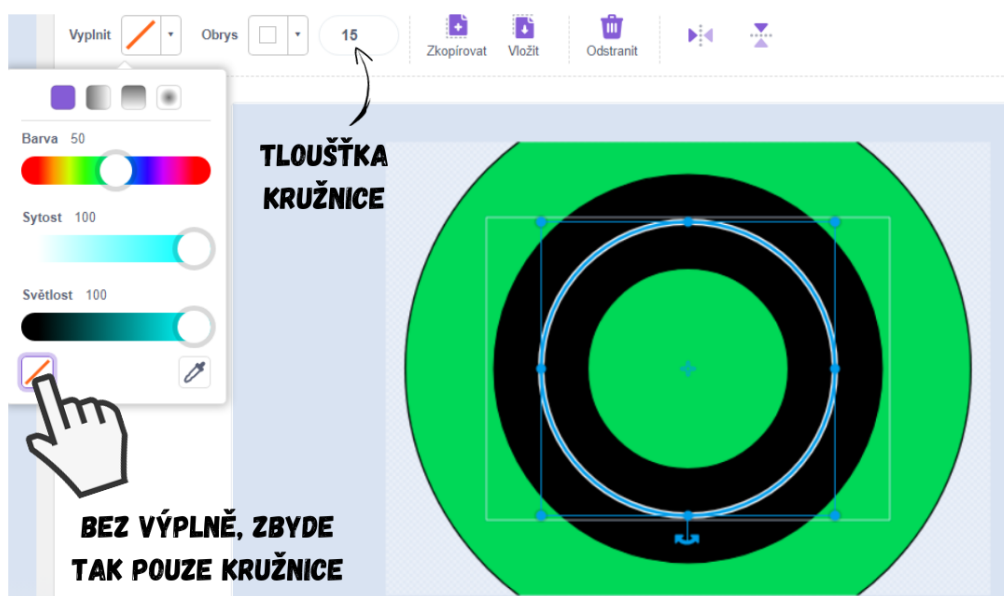 Vyplnit
Obrys
15
Zkopírovat
Vložit
Odstranit
Barva 50
Sytost 100
Světlost 100
TLOUŠŤKA
KRUŽNICE
BEZ VÝPLNĚ, ZBYDE
TAK POUZE KRUŽNICE